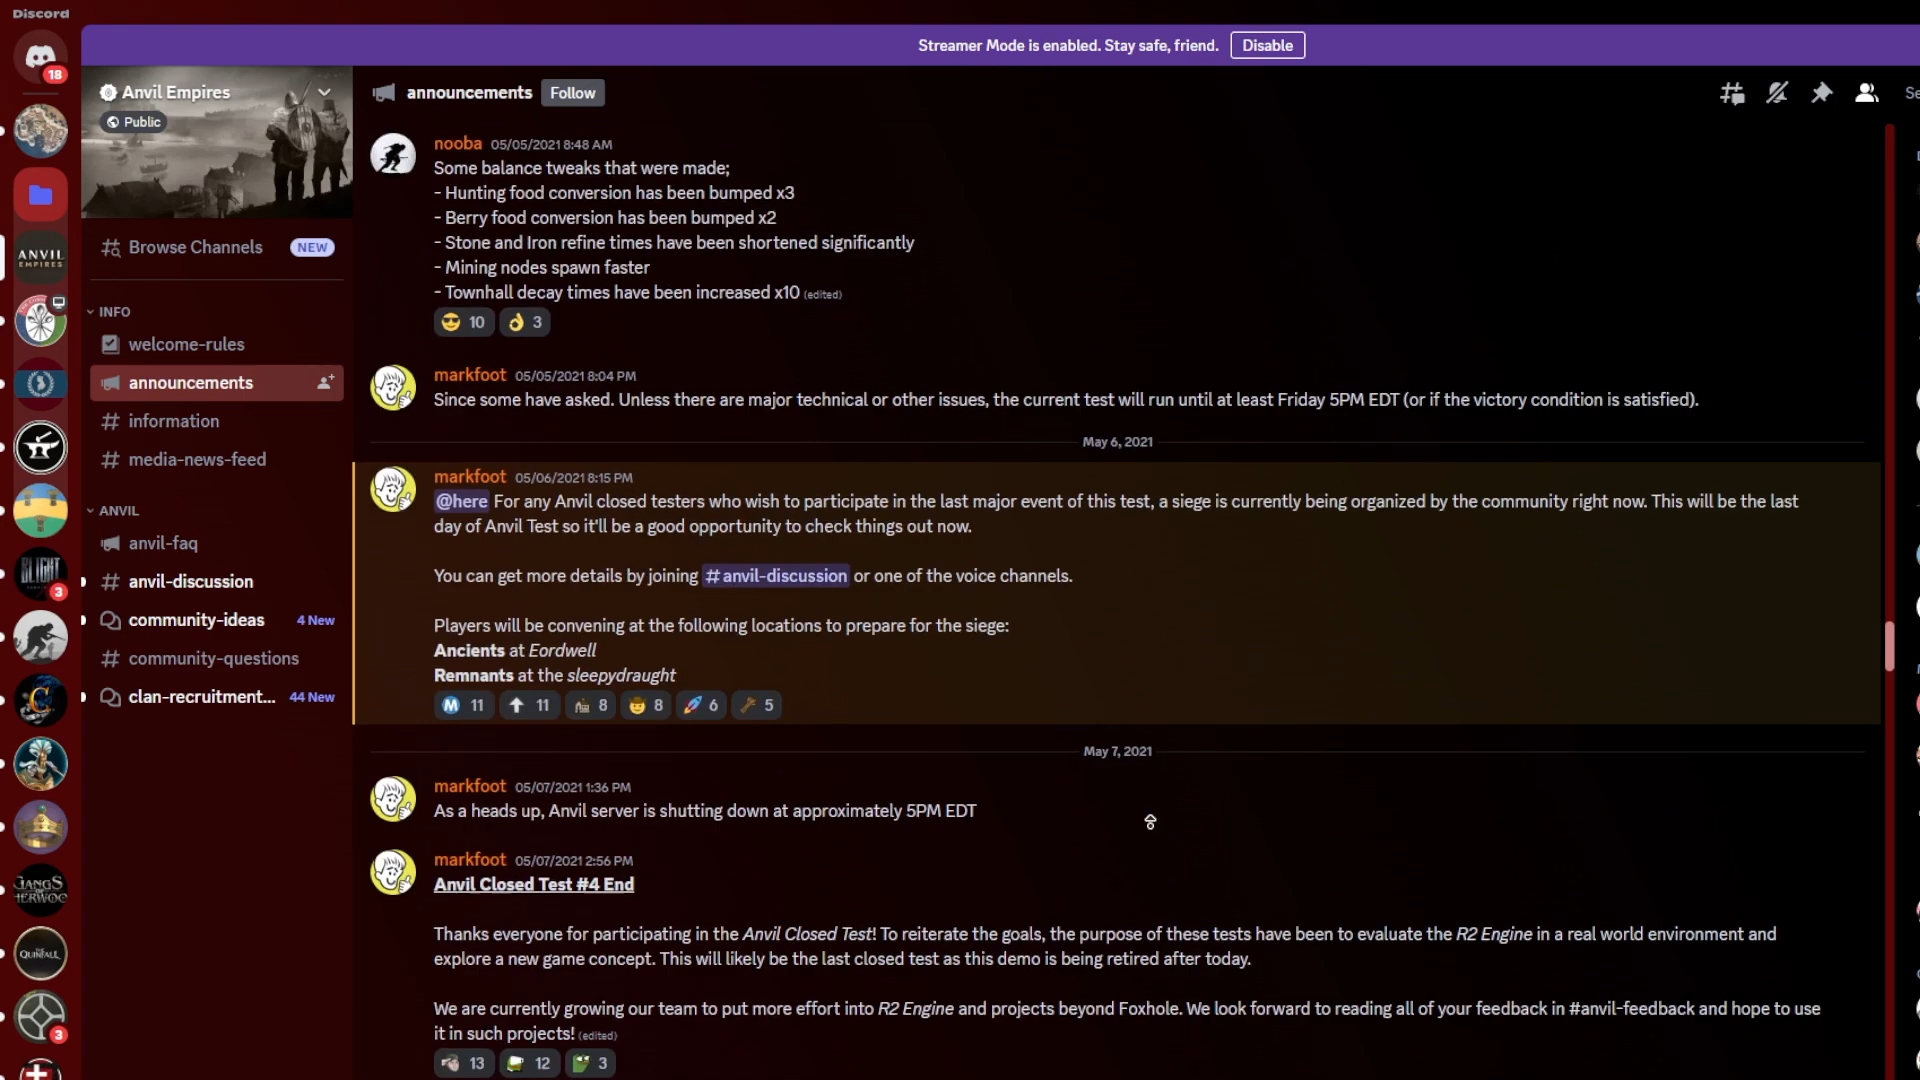 Discord
Streamer Mode is enabled. Stay safe, friend. Disable
18
Anvil Empires
Public
Browse Channels NEW
INFO
welcome-rules
announcements
information
media-news-feed
ANVIL
anvil-faq
anvil-discussion
community-ideas 4 New
community-questions
clan-recruitment... 44 New
ANVIL
EMPIRES
BLIGHT
3
GANGS
OF
QUINFALL
3
announcements Follow
nooba 05/05/2021 8:48 AM
Some balance tweaks that were made;
- Hunting food conversion has been bumped x3
- Berry food conversion has been bumped x2
- Stone and Iron refine times have been shortened significantly
- Mining nodes spawn faster
- Townhall decay times have been increased x10 (edited)
10 3
markfoot 05/05/2021 8:04 PM
Since some have asked. Unless there are major technical or other issues, the current test will run until at least Friday 5PM EDT (or if the victory condition is satisfied).
May 6, 2021
markfoot 05/06/2021 8:15 PM
@here For any Anvil closed testers who wish to participate in the last major event of this test, a siege is currently being organized by the community right now. This will be the last
day of Anvil Test so it'll be a good opportunity to check things out now.
You can get more details by joining #anvil-discussion or one of the voice channels.
Players will be convening at the following locations to prepare for the siege:
Ancients at Eordwell
Remnants at the sleepydraught
M 11 11 8 8 6 5
May 7, 2021
markfoot 05/07/2021 1:36 PM
As a heads up, Anvil server is shutting down at approximately 5PM EDT
markfoot 05/07/2021 2:56 PM
Anvil Closed Test #4 End
Thanks everyone for participating in the Anvil Closed Test! To reiterate the goals, the purpose of these tests have been to evaluate the R2 Engine in a real world environment and
explore a new game concept. This will likely be the last closed test as this demo is being retired after today.
We are currently growing our team to put more effort into R2 Engine and projects beyond Foxhole. We look forward to reading all of your feedback in #anvil-feedback and hope to use
it in such projects! (edited)
13 12 3